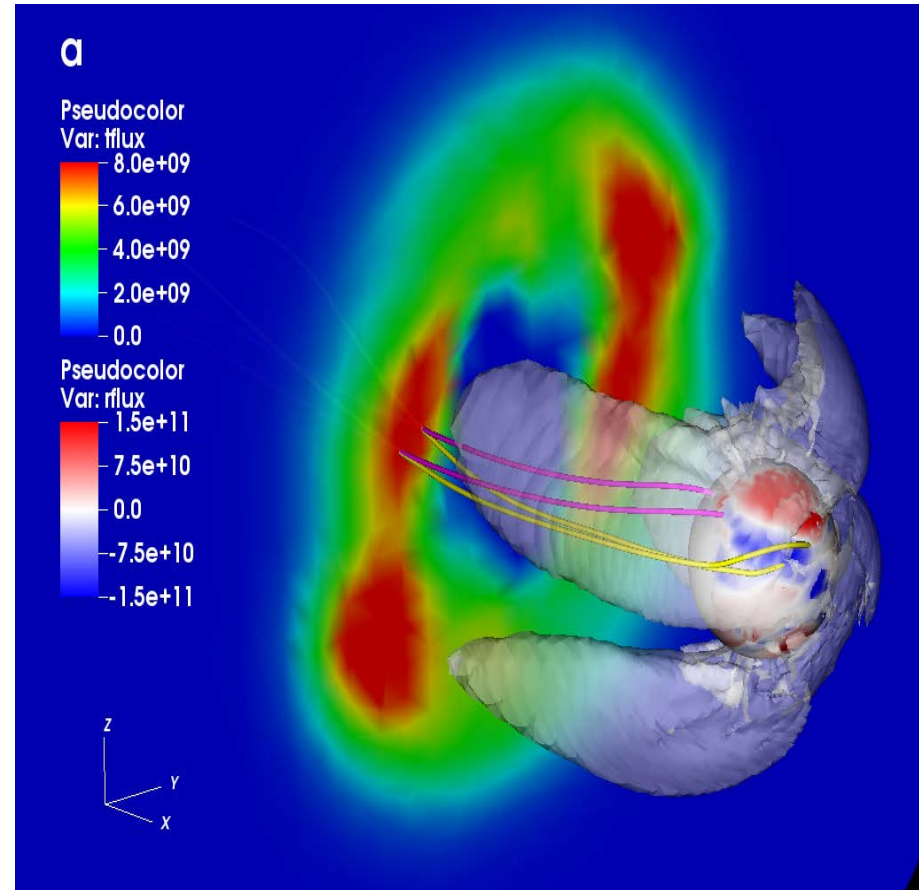 a
Pseudocolor
Var: tflux
8.0e+09
6.0e+09
4.0e+09
2.0e+09
0.0
Pseudocolor
Var: rflux
1.5e+11
7.5e+10
0.0
-7.5e+10
-1.5e+11
Z
Y
X